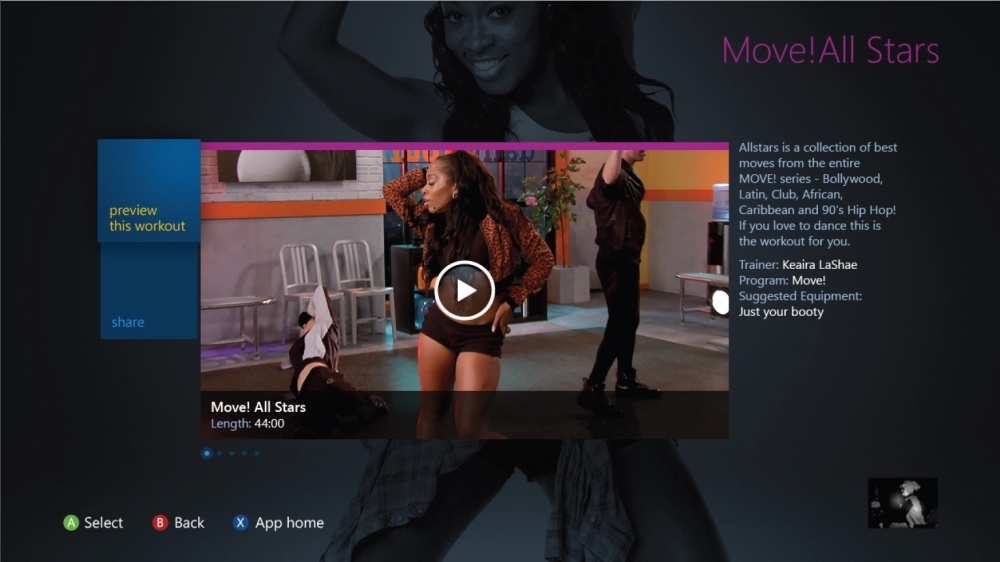 Move!All Stars
preview
this workout
share
Move! All Stars
Length: 44:00
Allstars is a collection of best
moves from the entire
MOVE! series - Bollywood,
Latin, Club, African,
Caribbean and 90's Hip Hop!
If you love to dance this is
the workout for you.
Trainer: Keaira LaShae
Program: Move!
Suggested Equipment:
Just your booty
A Select
B Back
X App home